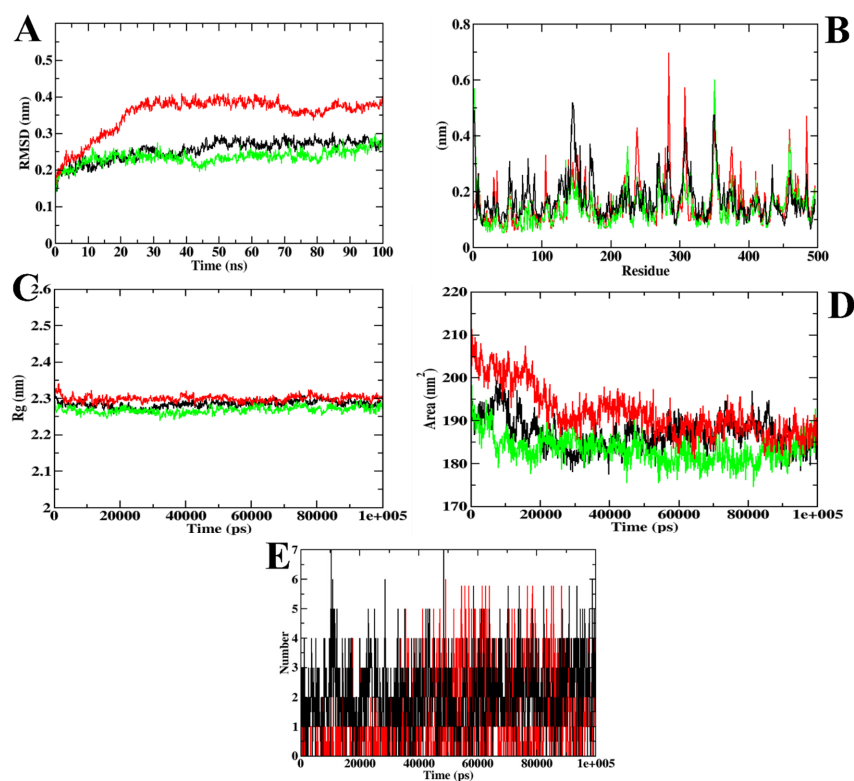 A
B
0.5
0.4
0.3
0.2
0.1
0
RMSD (nm)
0 10 20 30 40 50 60 70 80 90 100
Time (ns)
0.8
0.6
0.4
0.2
0
(nm)
0 100 200 300 400 500
Residue
C
D
2.6
2.5
2.4
2.3
2.2
2.1
2
Rg (nm)
0 20000 40000 60000 80000 1e+005
Time (ps)
220
210
200
190
180
170
Area (nm²)
0 20000 40000 60000 80000 1e+005
Time (ps)
E
7
6
5
4
3
2
1
0
Number
0 20000 40000 60000 80000 1e+005
Time (ps)